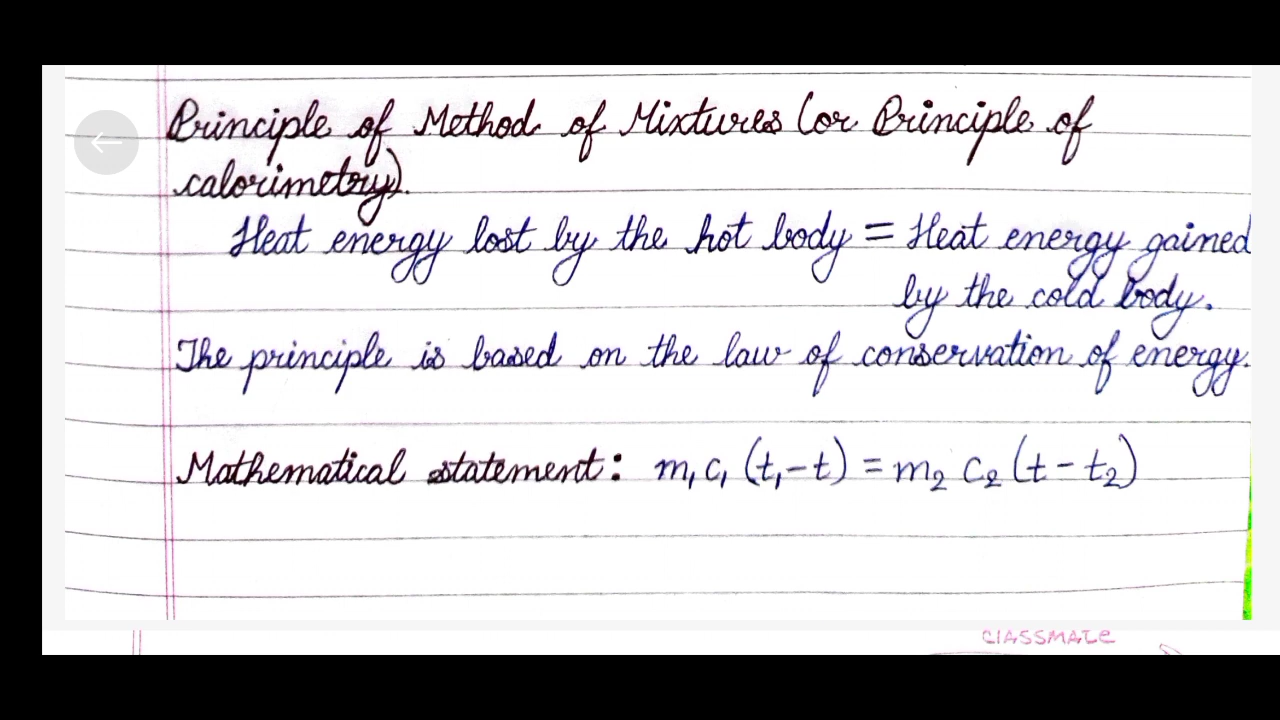 Principle of Method of Mixtures (or Principle of
calorimetry).
Heat energy lost by the hot body = Heat energy gained
by the cold body.
The principle is based on the law of conservation of energy.
Mathematical statement: m₁c₁ (t₁-t) = m₂ c₂ (t - t₂)
classmate